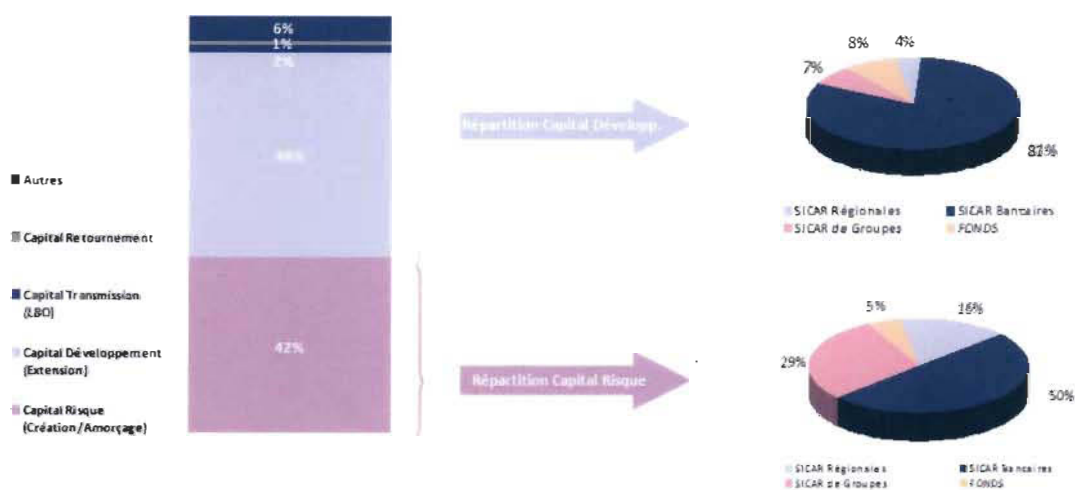 6%
1%
2%
42%
Autres
Capital Retournement
Capital Transmission
(LBO)
Capital Développement
(Extension)
Capital Risque
(Création/Amorçage)
Répartition Capital Développ.
Répartition Capital Risque
8%
4%
7%
SICAR Régionales
SICAR Bancaires
SICAR de Groupes
FONDS
5%
16%
29%
50%
SICAR Régionales
SICAR Bancaires
SICAR de Groupes
FONDS